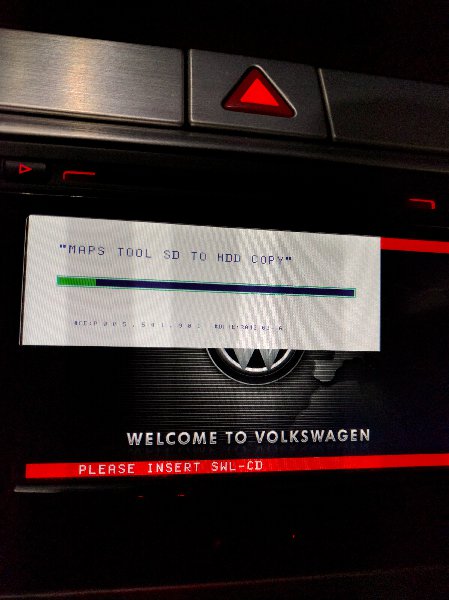 "MAPS TOOL SD TO HDD COPY"
WELCOME TO VOLKSWAGEN
PLEASE INSERT SWL-CD